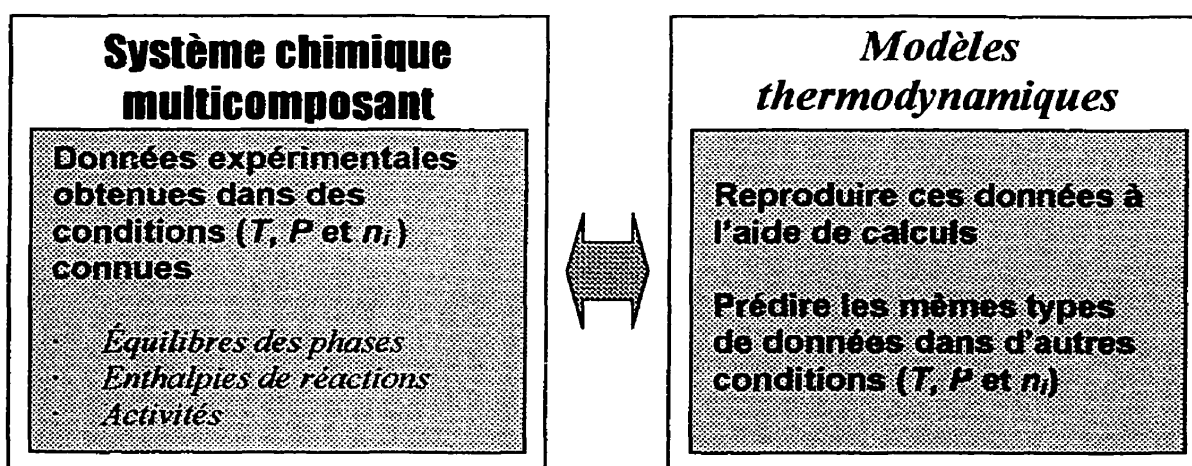 Système chimique
multicomposant
Données expérimentales
obtenues dans des
conditions (T, P et nᵢ)
connues
· Équilibres des phases
· Enthalpies de réactions
· Activités
Modèles
thermodynamiques
Reproduire ces données à
l'aide de calculs
Prédire les mêmes types
de données dans d'autres
conditions (T, P et nᵢ)